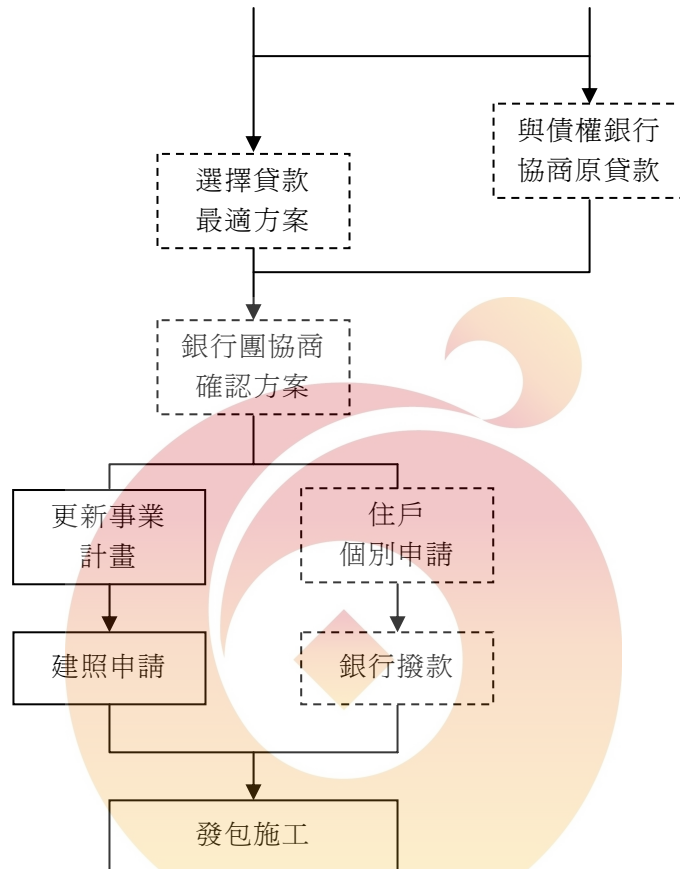 與債權銀行
協商原貸款
選擇貸款
最適方案
銀行團協商
確認方案
更新事業
計畫
住戶
個別申請
建照申請
銀行撥款
發包施工